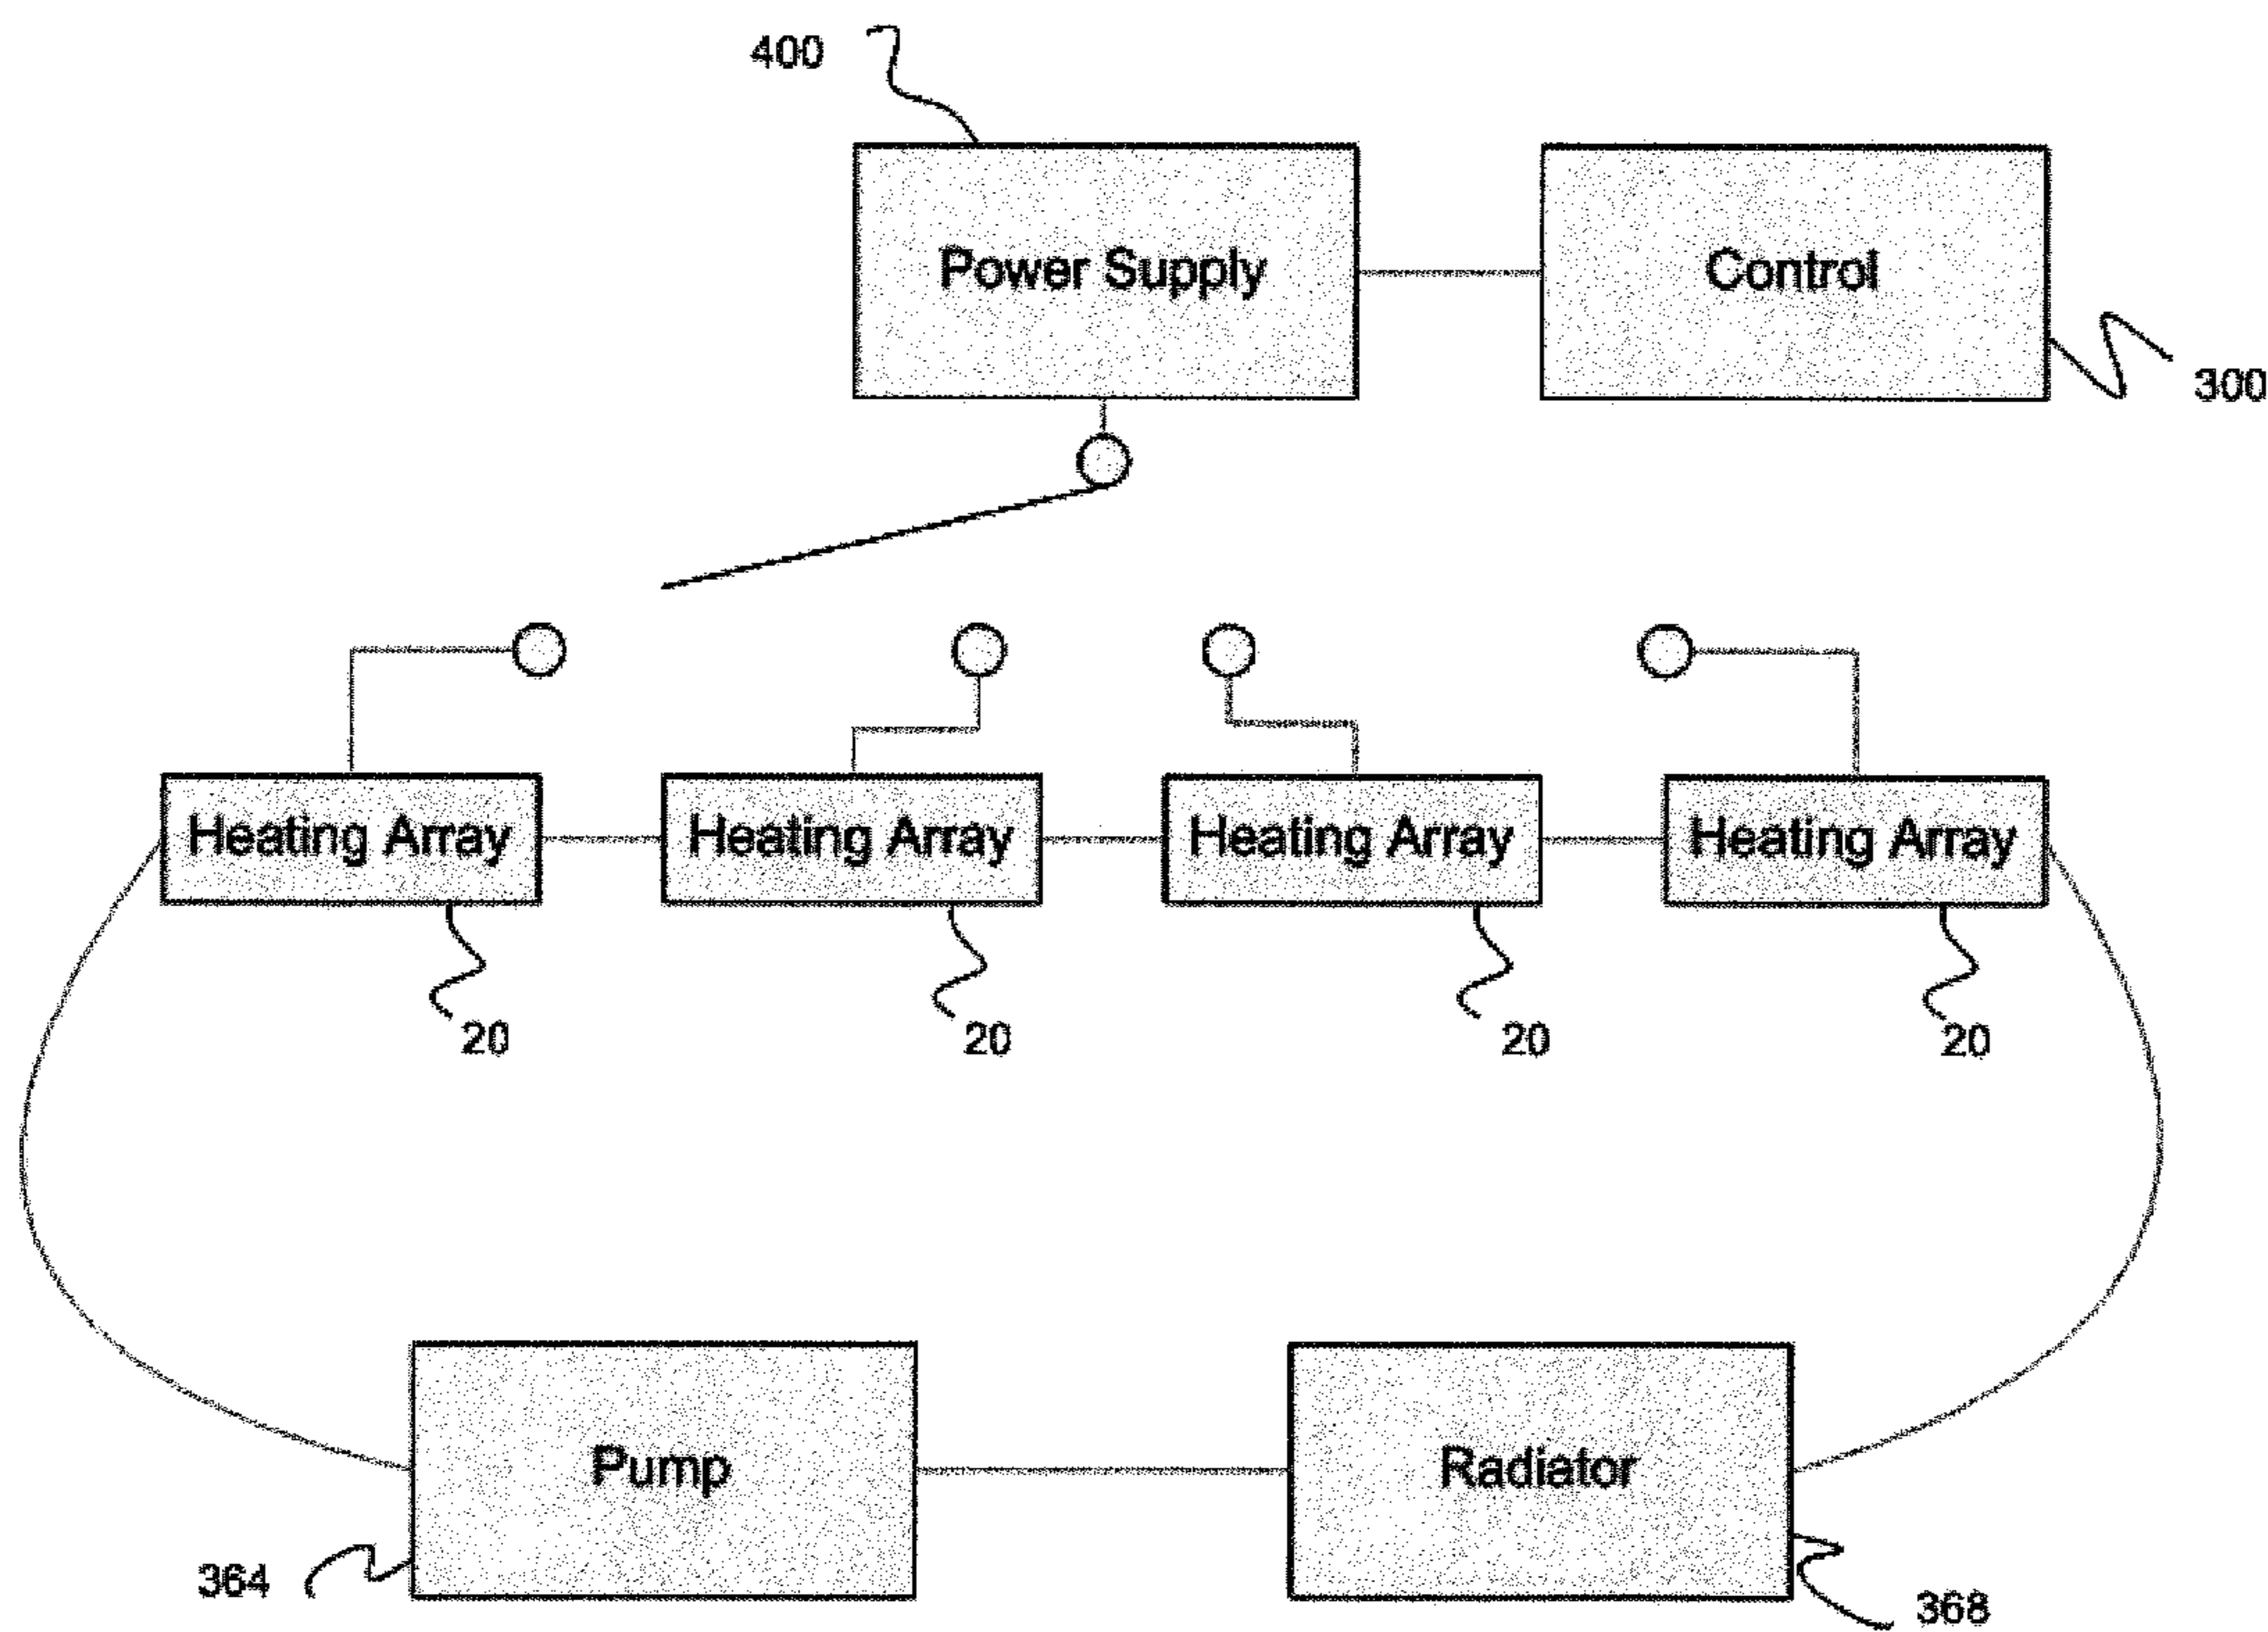 400
Power Supply
Control
300
Heating Array
Heating Array
Heating Array
Heating Array
20
20
20
20
Pump
Radiator
364
368